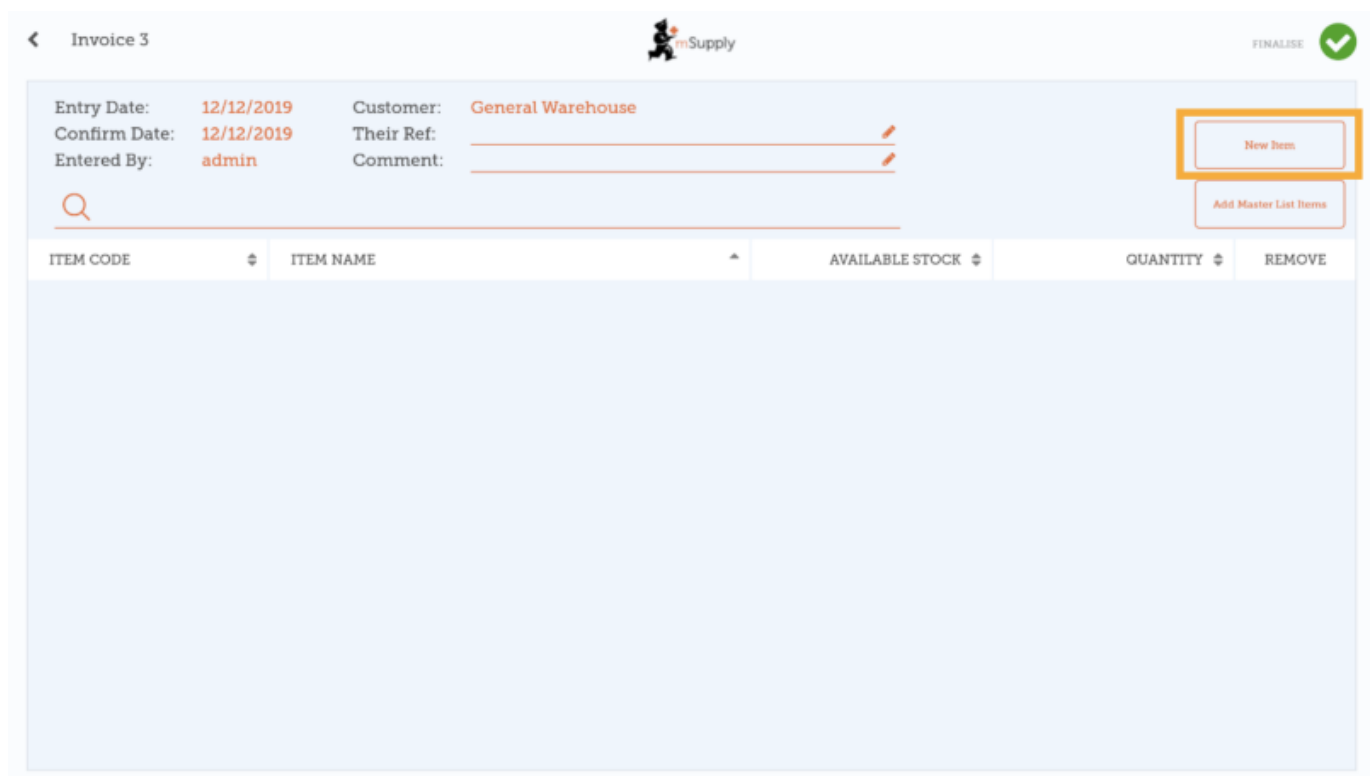 Invoice 3
mSupply
FINALISE
Entry Date: 12/12/2019 Customer: General Warehouse
Confirm Date: 12/12/2019 Their Ref:
Entered By: admin Comment:
New Item
Add Master List Items
ITEM CODE ITEM NAME AVAILABLE STOCK QUANTITY REMOVE